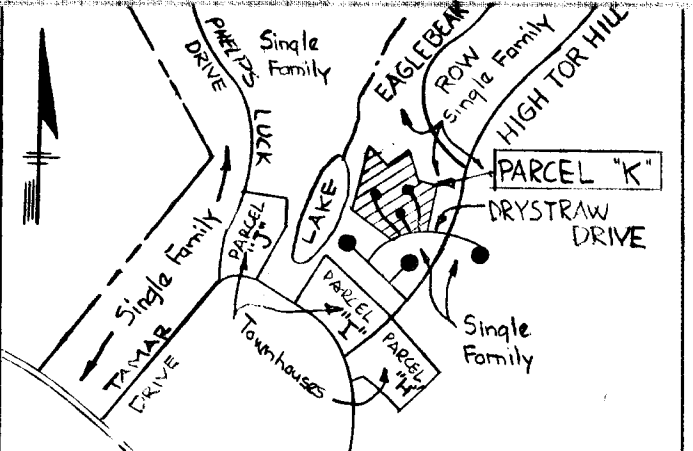 PHELPS
LUCK
DRIVE
Single
Family
EAGLEBEAR
ROW
Single Family
HIGH TOR HILL
PARCEL "K"
DRYSTRAW
DRIVE
LAKE
PARCEL
"J"
Single Family
TAMAR
DRIVE
PARCEL
"I"
PARCEL
"H"
Townhouses
Single
Family